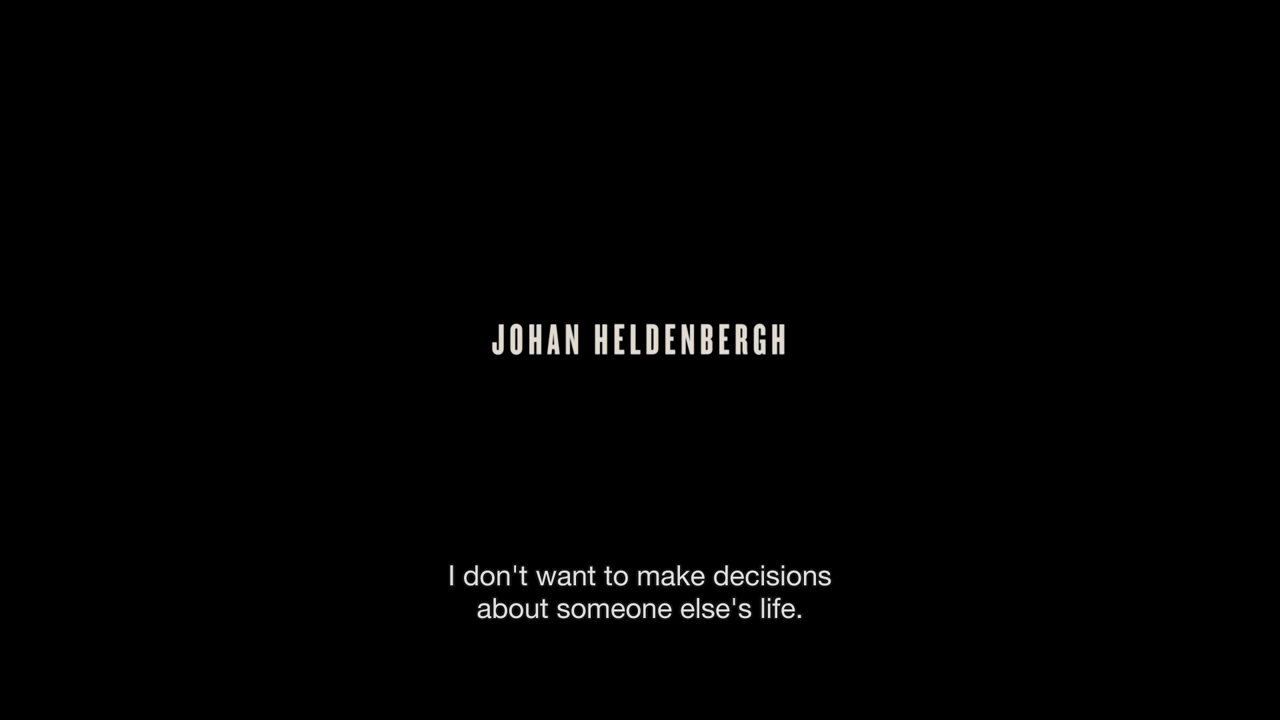 JOHAN HELDENBERGH
I don't want to make decisions
about someone else's life.